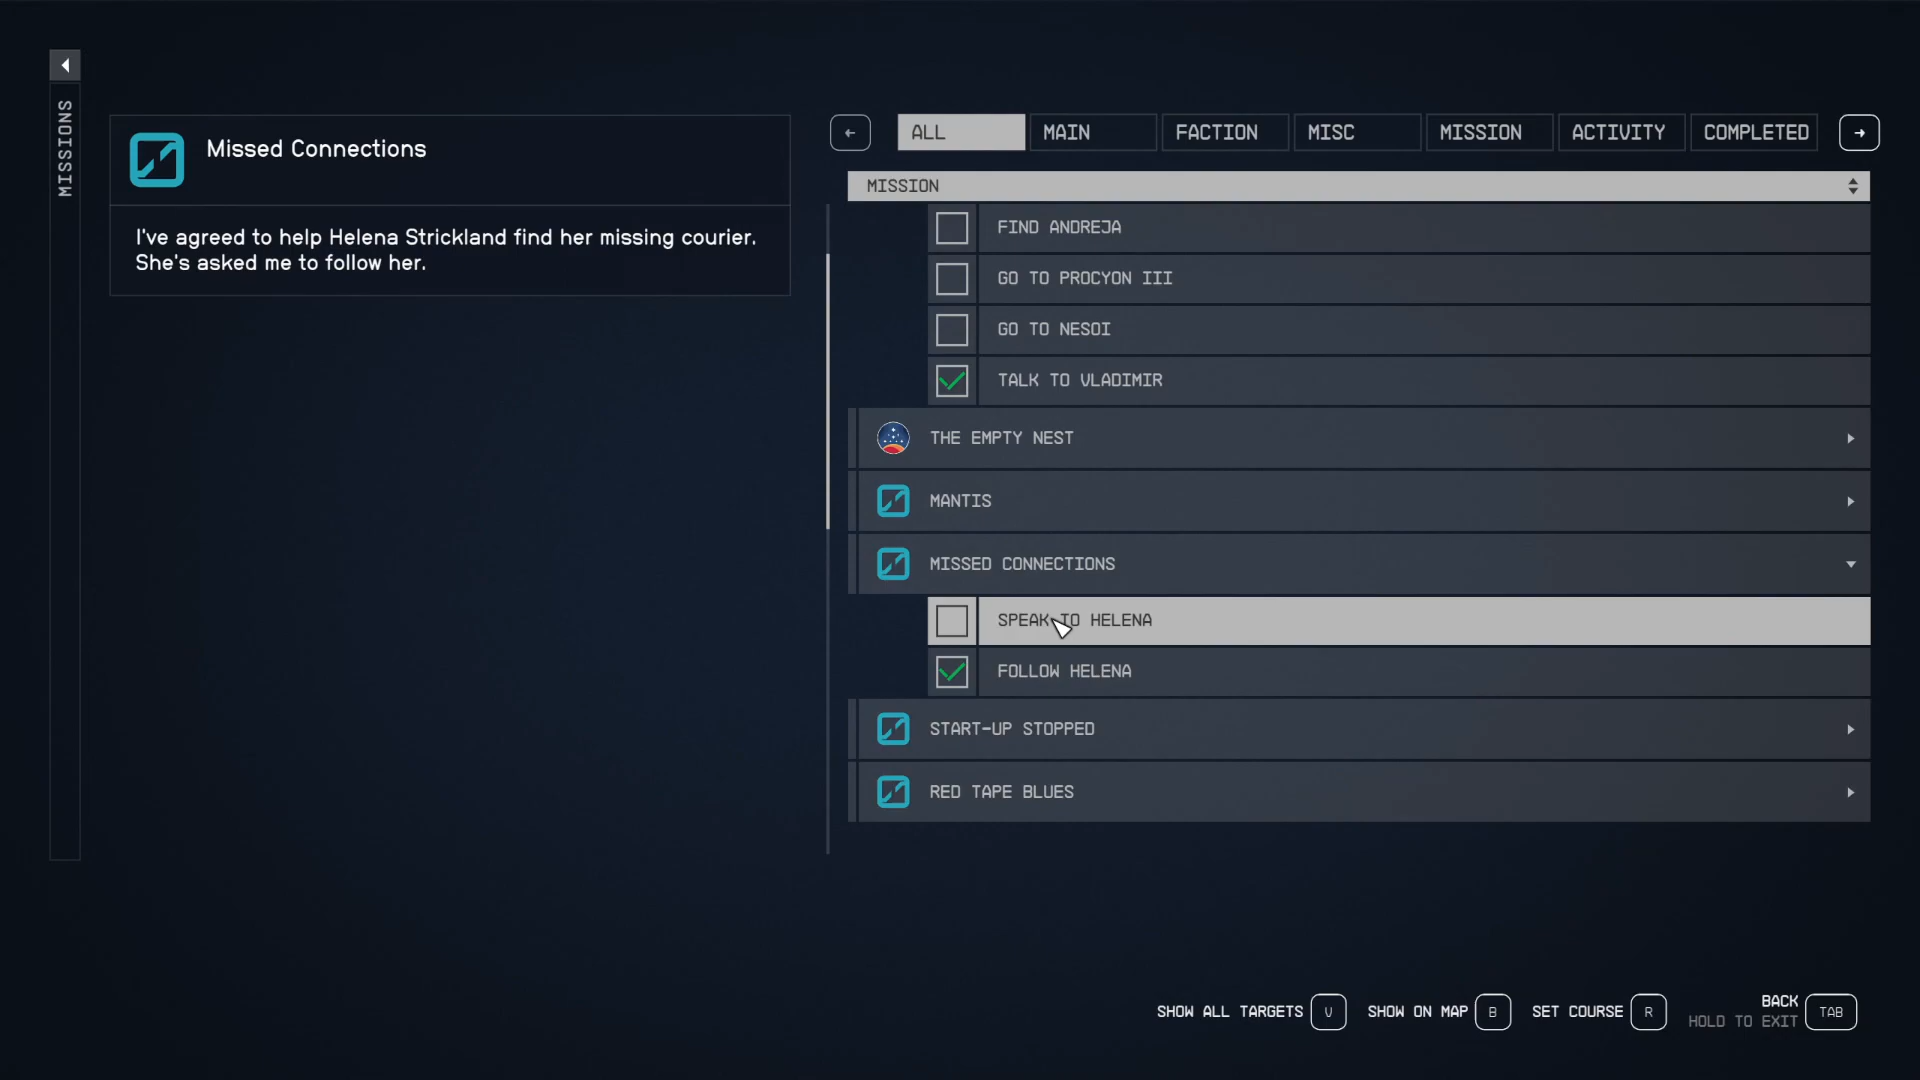 MISSIONS
Missed Connections
I've agreed to help Helena Strickland find her missing courier.
She's asked me to follow her.
ALL
MAIN
FACTION
MISC
MISSION
ACTIVITY
COMPLETED
MISSION
FIND ANDREJA
GO TO PROCYON III
GO TO NESOI
TALK TO VLADIMIR
THE EMPTY NEST
MANTIS
MISSED CONNECTIONS
SPEAK TO HELENA
FOLLOW HELENA
START-UP STOPPED
RED TAPE BLUES
SHOW ALL TARGETS V
SHOW ON MAP B
SET COURSE R
BACK
HOLD TO EXIT
TAB